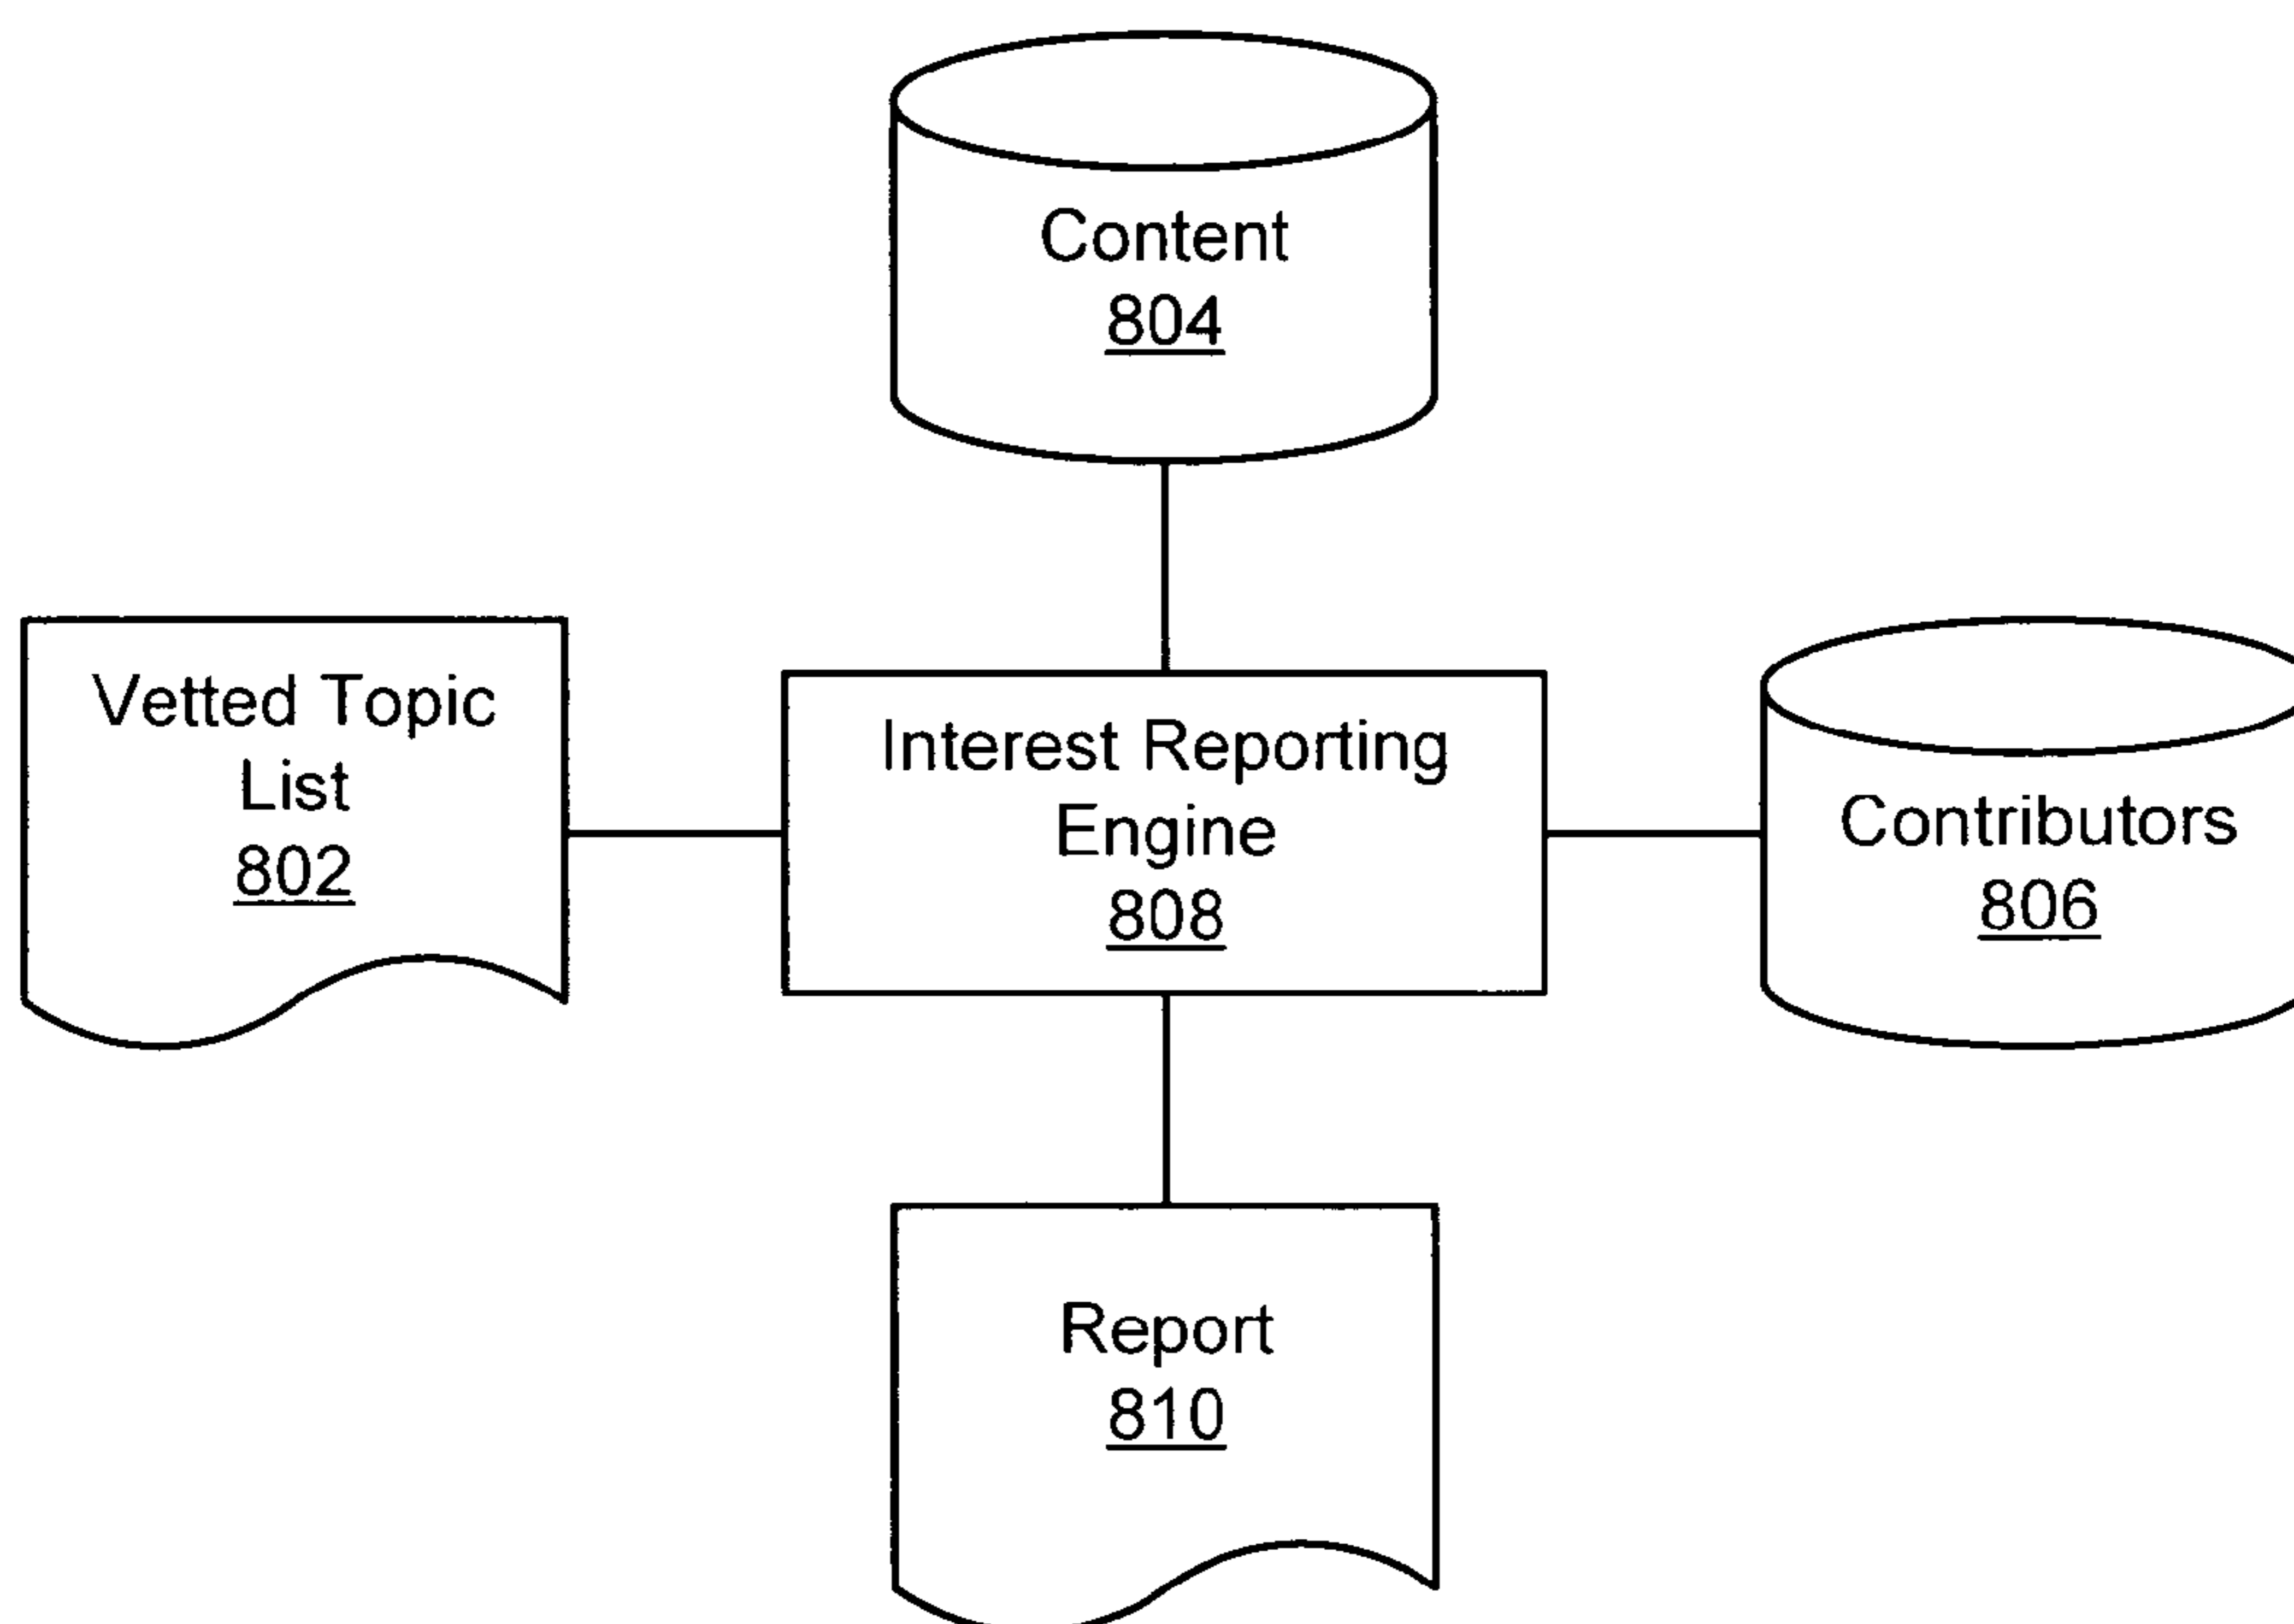 Content
804
Vetted Topic
List
802
Interest Reporting
Engine
808
Contributors
806
Report
810